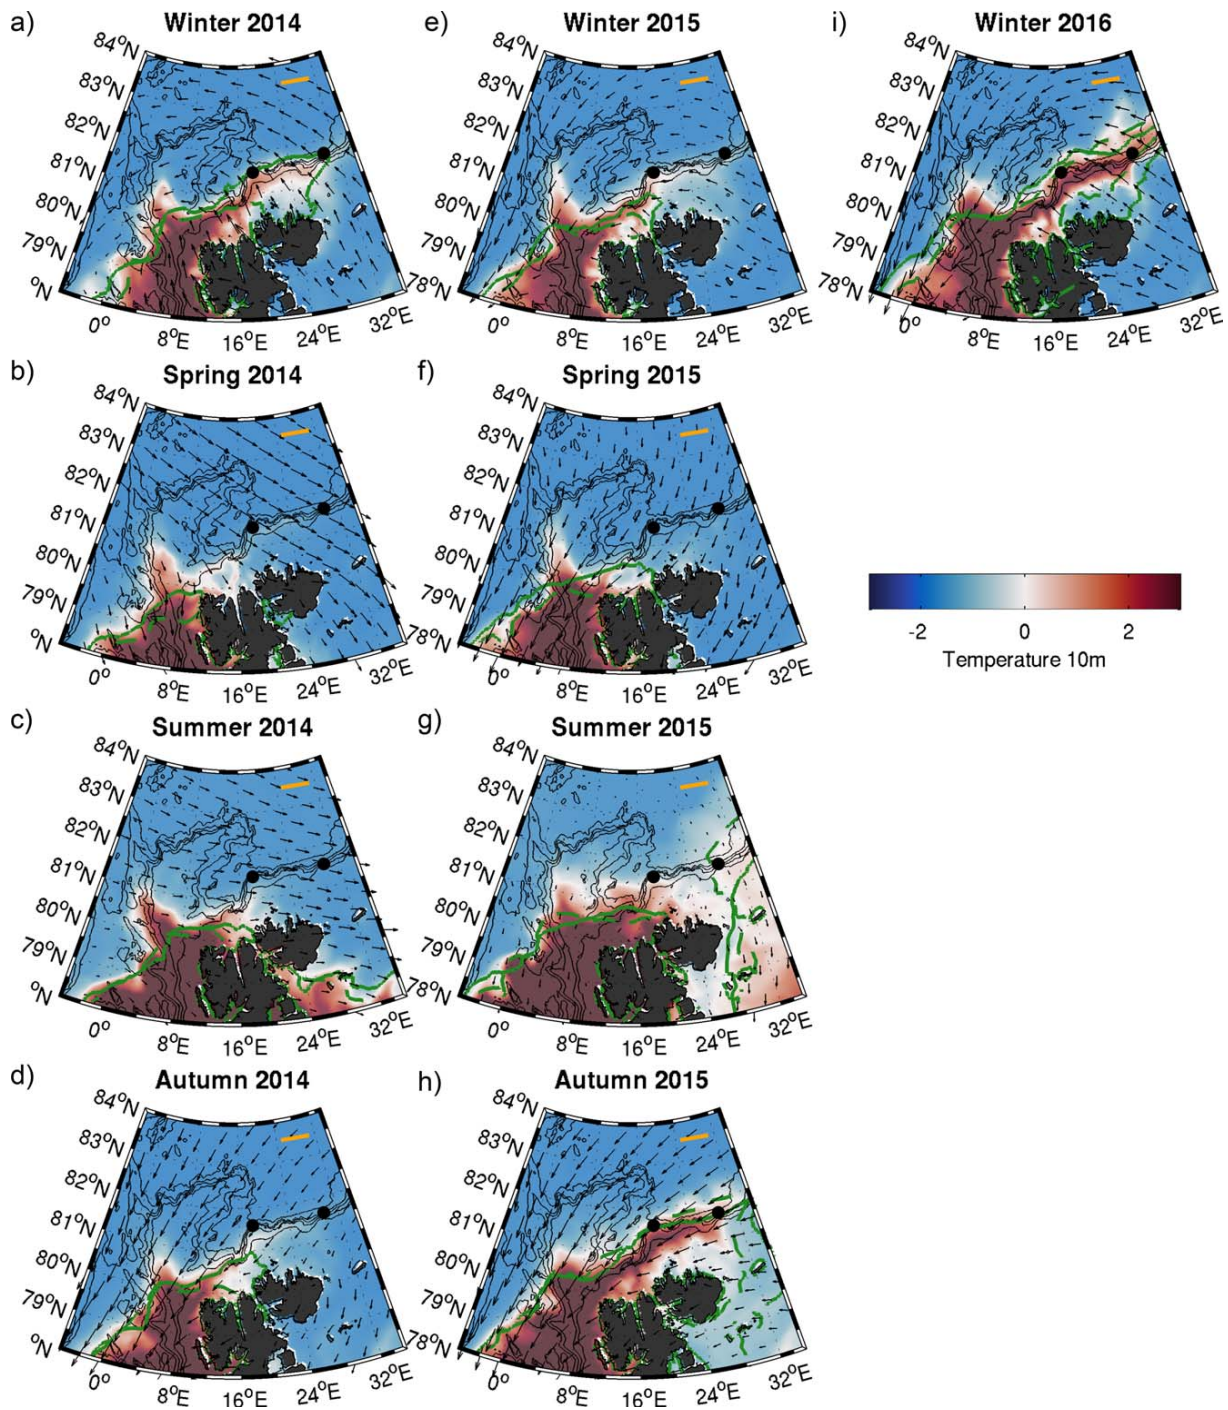 a)
Winter 2014
84°N
83°N
82°N
81°N
80°N
79°N
°N
0°
8°E
16°E
24°E
32°E
e)
Winter 2015
84°N
83°N
82°N
81°N
80°N
79°N
78°N
0°
8°E
16°E
24°E
32°E
i)
Winter 2016
84°N
83°N
82°N
81°N
80°N
79°N
78°N
0°
8°E
16°E
24°E
32°E
b)
Spring 2014
84°N
83°N
82°N
81°N
80°N
79°N
°N
0°
8°E
16°E
24°E
32°E
f)
Spring 2015
84°N
83°N
82°N
81°N
80°N
79°N
78°N
0°
8°E
16°E
24°E
32°E
-2 0 2
Temperature 10m
c)
Summer 2014
84°N
83°N
82°N
81°N
80°N
79°N
°N
0°
8°E
16°E
24°E
32°E
g)
Summer 2015
84°N
83°N
82°N
81°N
80°N
79°N
78°N
0°
8°E
16°E
24°E
32°E
d)
Autumn 2014
84°N
83°N
82°N
81°N
80°N
79°N
°N
0°
8°E
16°E
24°E
32°E
h)
Autumn 2015
84°N
83°N
82°N
81°N
80°N
79°N
78°N
0°
8°E
16°E
24°E
32°E